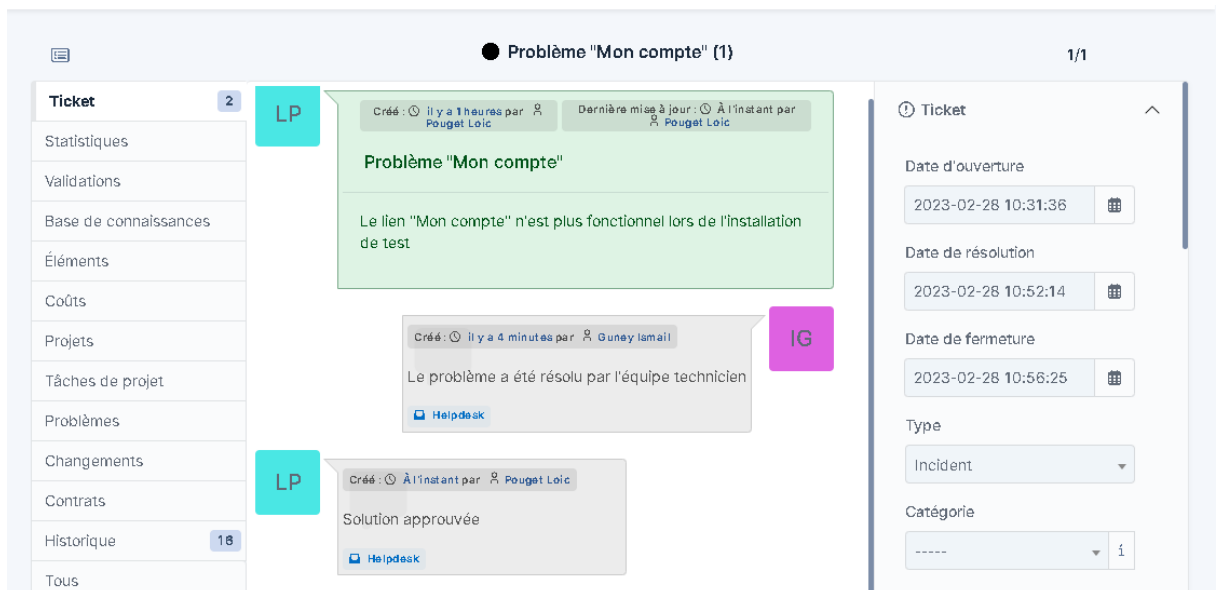 Problème "Mon compte" (1)
1/1
Ticket 2
Statistiques
Validations
Base de connaissances
Éléments
Coûts
Projets
Tâches de projet
Problèmes
Changements
Contrats
Historique 16
Tous
LP
Créé : il y a 1 heures par
Pouget Loic
Dernière mise à jour : À l'instant par
Pouget Loic
Problème "Mon compte"
Le lien "Mon compte" n'est plus fonctionnel lors de l'installation
de test
IG
Créé : il y a 4 minutes par Guney Ismail
Le problème a été résolu par l'équipe technicien
Helpdesk
LP
Créé : À l'instant par Pouget Loic
Solution approuvée
Helpdesk
Ticket
Date d'ouverture
2023-02-28 10:31:36
Date de résolution
2023-02-28 10:52:14
Date de fermeture
2023-02-28 10:56:25
Type
Incident
Catégorie
----- i